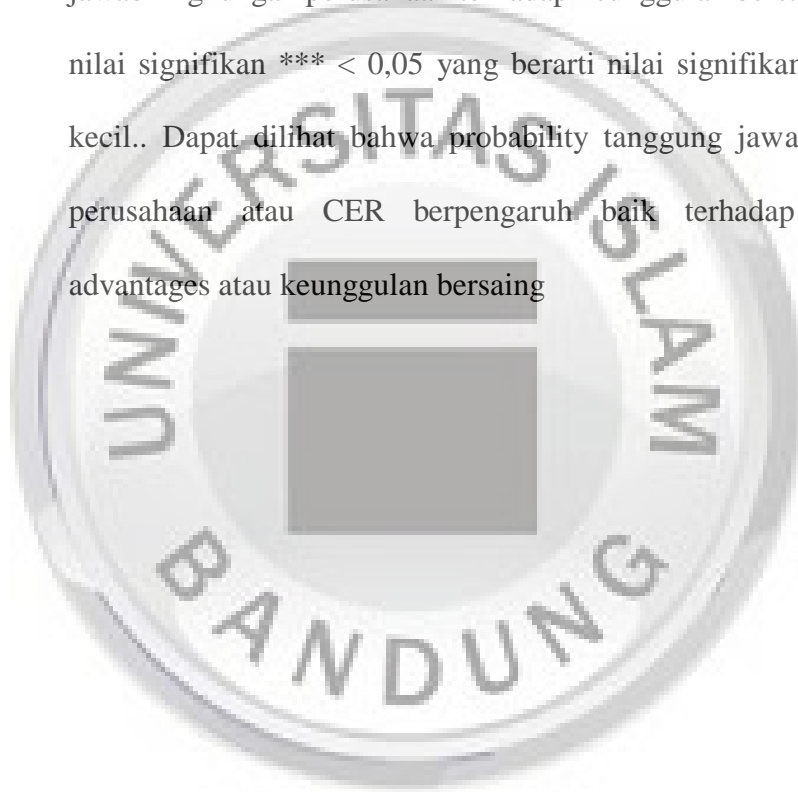 nilai signifikan *** < 0,05 yang berarti nilai signifikan
kecil.. Dapat dilihat bahwa probability tanggung jawa
perusahaan atau CER berpengaruh baik terhadap
advantages atau keunggulan bersaing
UNIVERSITAS ISLAM
BANDUNG